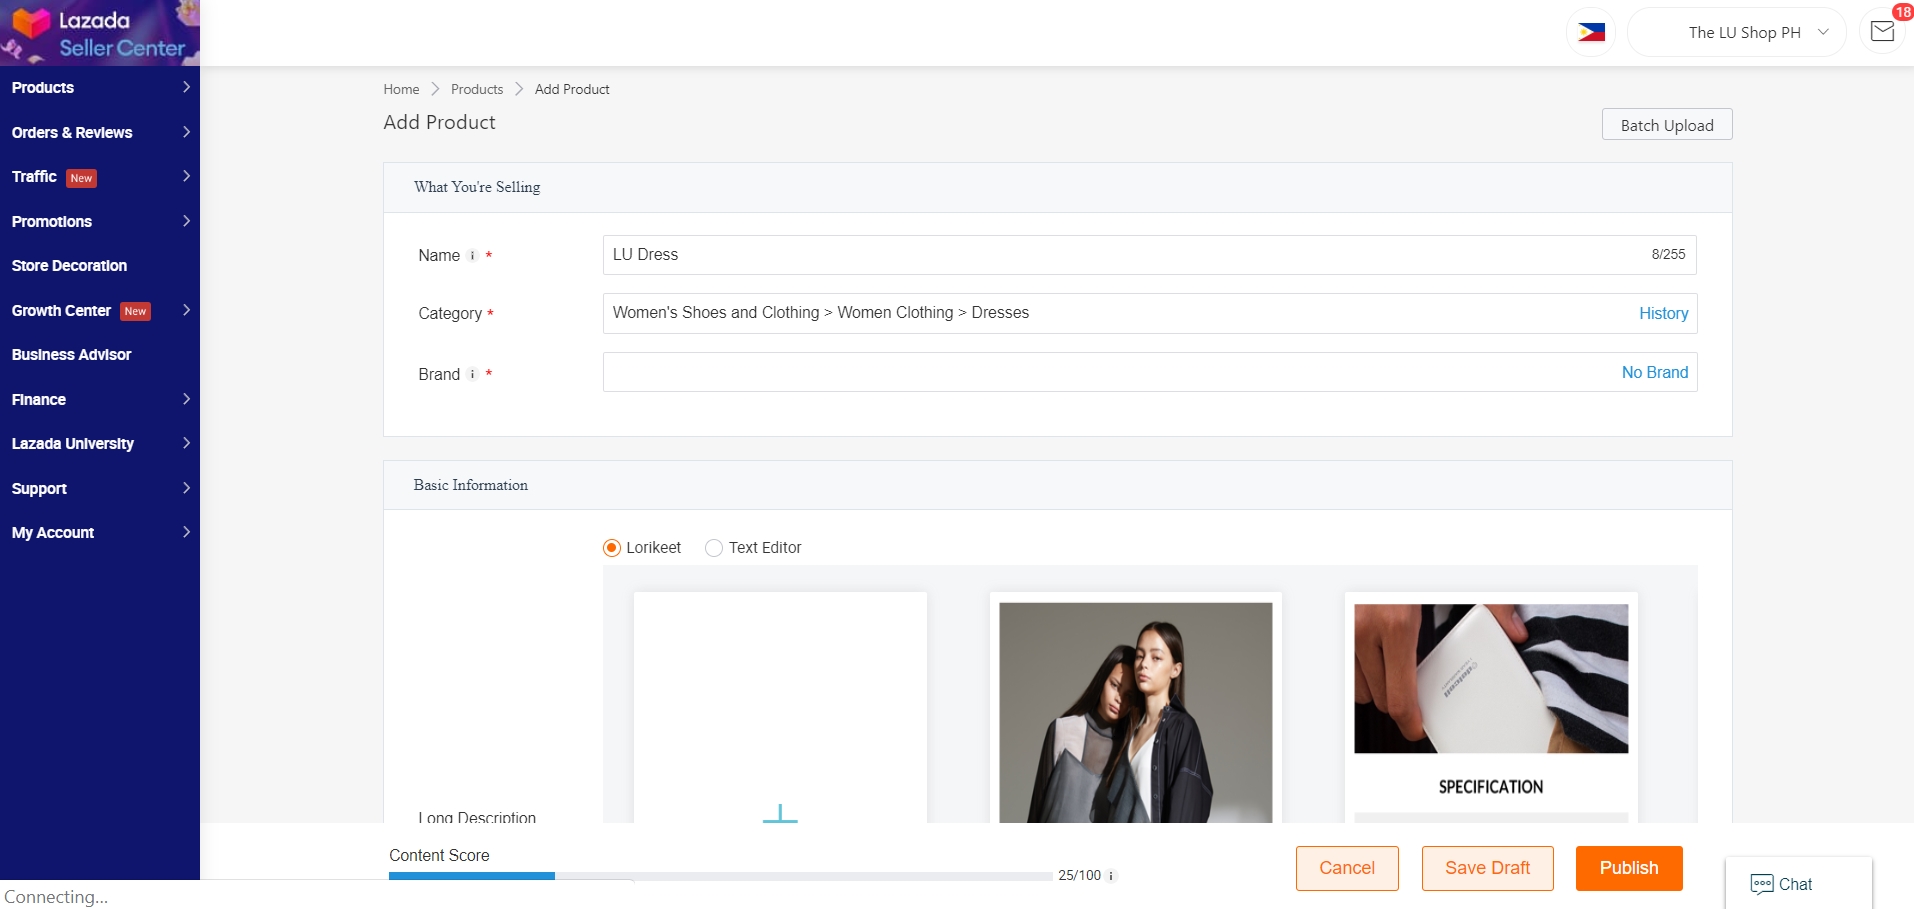 Lazada
Seller Center
18
The LU Shop PH
Products
Orders & Reviews
Traffic New
Promotions
Store Decoration
Growth Center New
Business Advisor
Finance
Lazada University
Support
My Account
Home > Products > Add Product
Add Product
Batch Upload
What You're Selling
Name i * LU Dress 8/255
Category * Women's Shoes and Clothing > Women Clothing > Dresses History
Brand i * No Brand
Basic Information
Lorikeet Text Editor
SPECIFICATION
Long Description
Content Score
25/100 i
Cancel
Save Draft
Publish
Chat
Connecting...